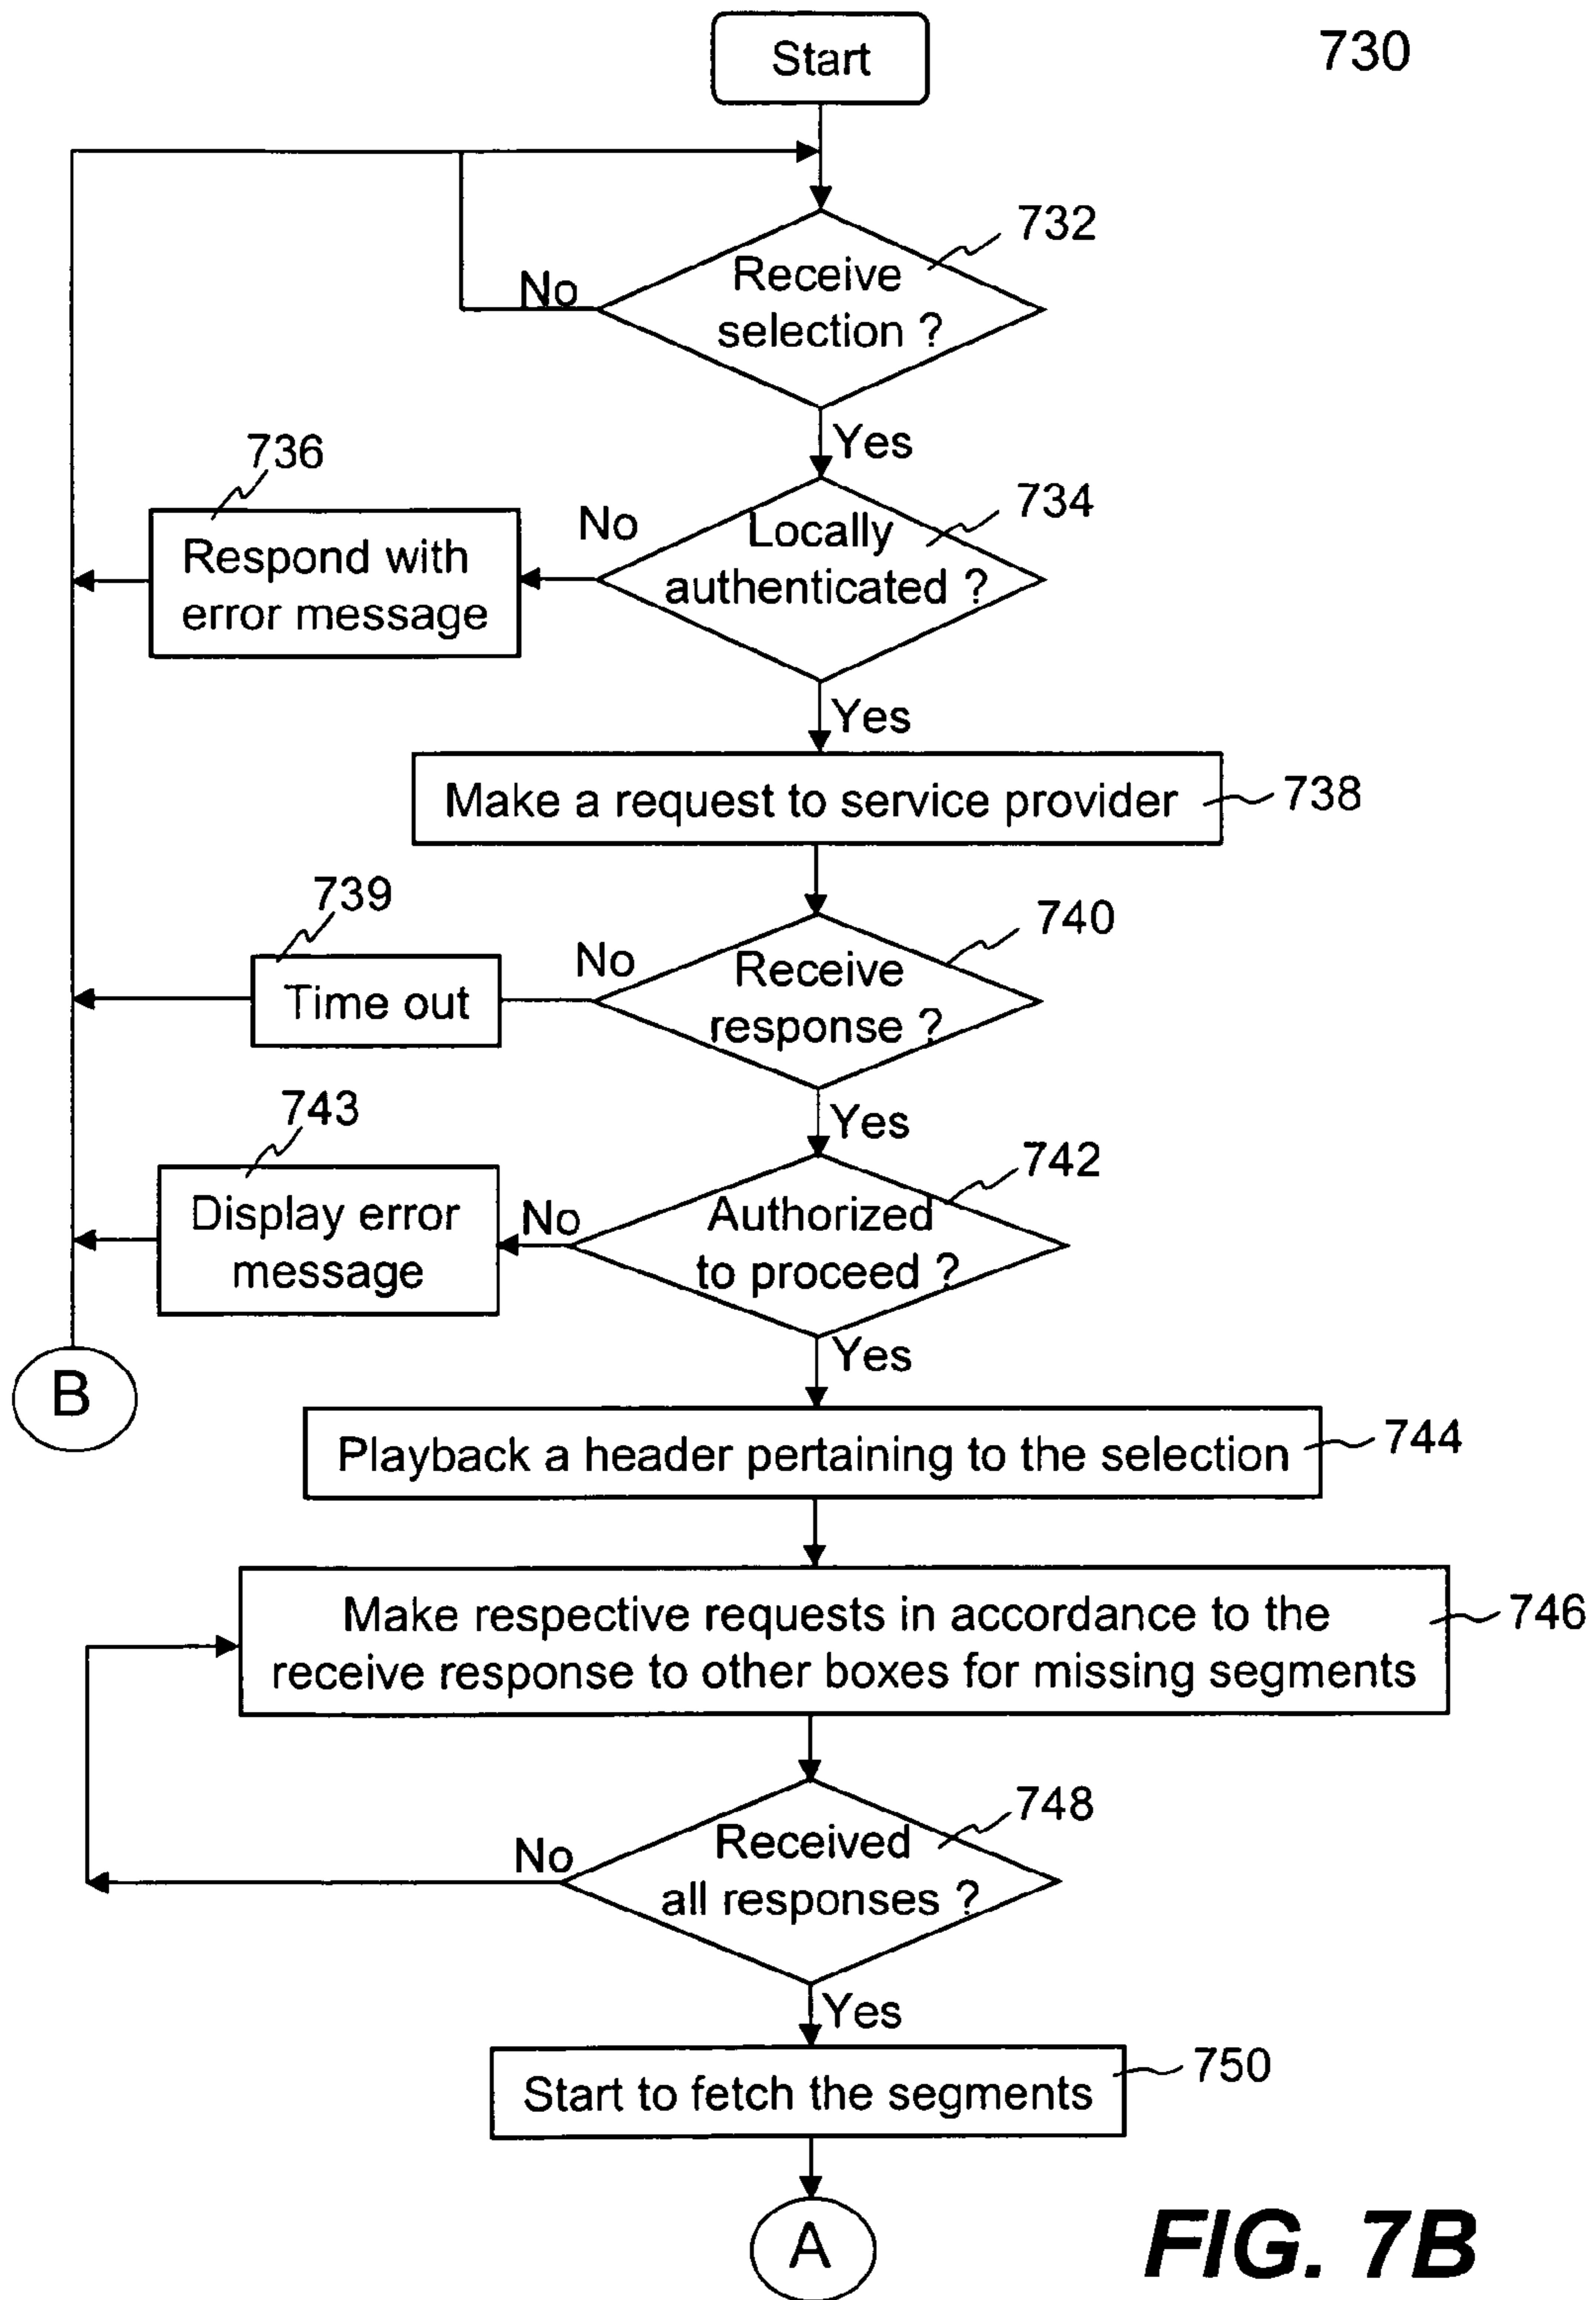 Start
730
732
Receive
selection ?
No
Yes
736
734
No
Locally
authenticated ?
Respond with
error message
Yes
Make a request to service provider
738
739
740
No
Receive
response ?
Time out
Yes
743
742
No
Authorized
to proceed ?
Display error
message
Yes
B
Playback a header pertaining to the selection
744
Make respective requests in accordance to the
receive response to other boxes for missing segments
746
748
No
Received
all responses ?
Yes
750
Start to fetch the segments
A
FIG. 7B